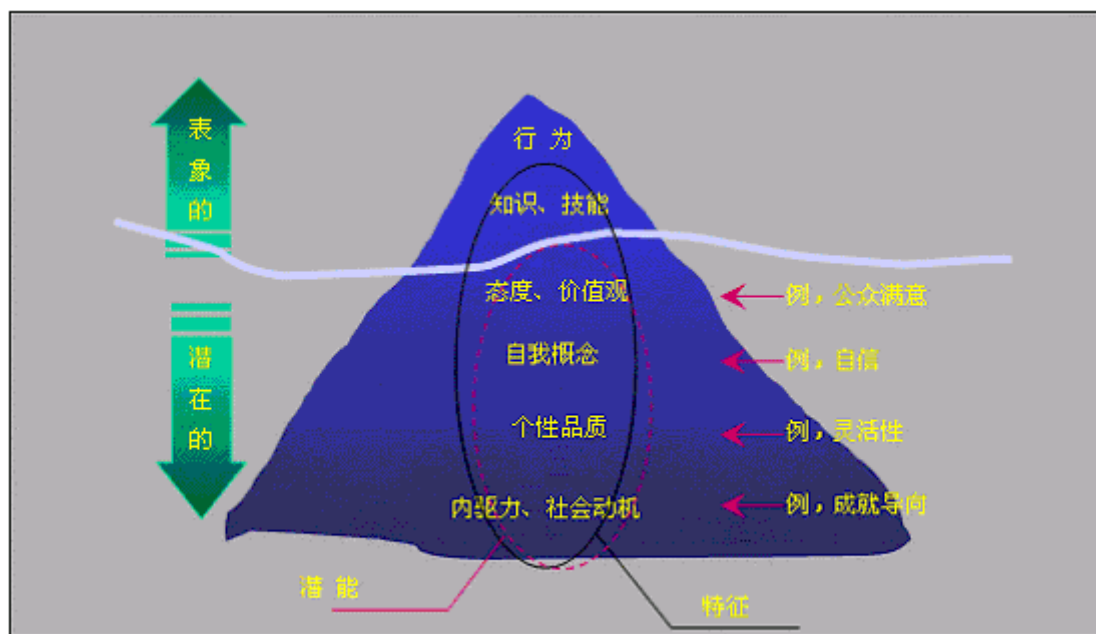 表象的
行 为
知识、技能
态度、价值观
例，公众满意
自我概念
例，自信
潜在的
个性品质
例，灵活性
内驱力、社会动机
例，成就导向
潜 能
特征